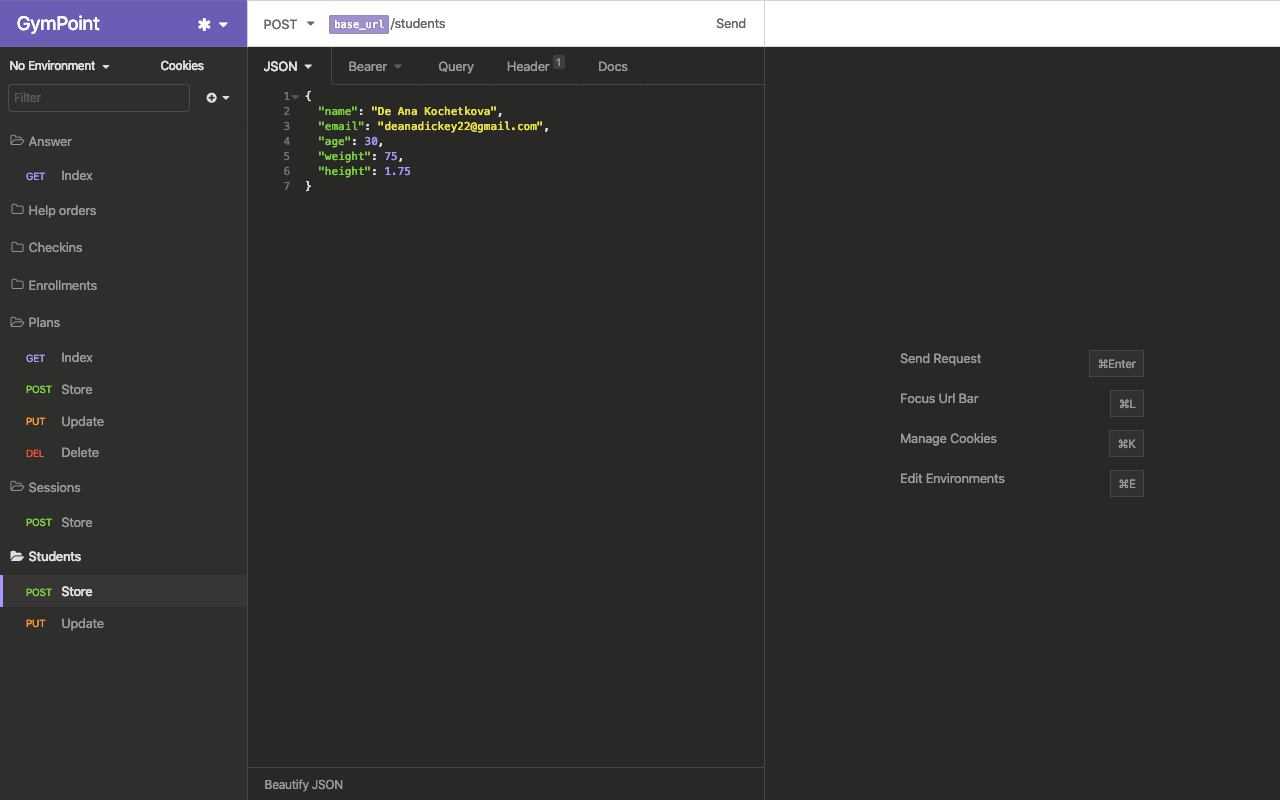 GymPoint
POST base_url/students Send
No Environment Cookies
Filter
Answer
GET Index
Help orders
Checkins
Enrollments
Plans
GET Index
POST Store
PUT Update
DEL Delete
Sessions
POST Store
Students
POST Store
PUT Update
JSON Bearer Query Header 1 Docs
1 {
2 "name": "De Ana Kochetkova",
3 "email": "deanadickey22@gmail.com",
4 "age": 30,
5 "weight": 75,
6 "height": 1.75
7 }
Beautify JSON
Send Request ⌘Enter
Focus Url Bar ⌘L
Manage Cookies ⌘K
Edit Environments ⌘E